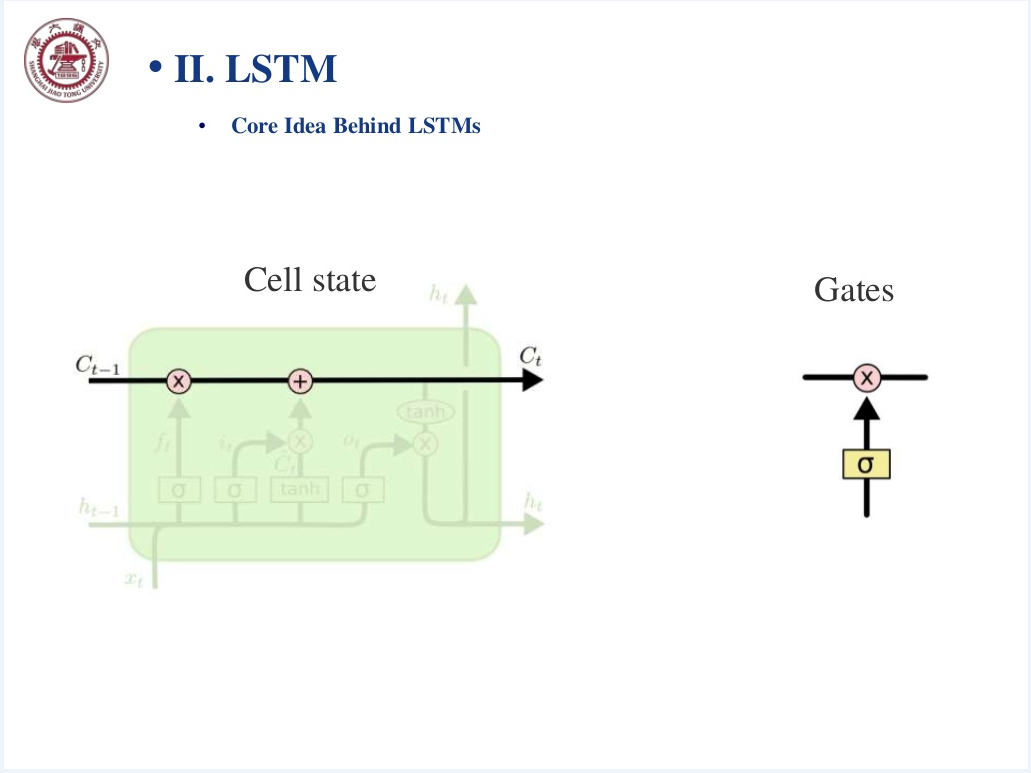 • II. LSTM
• Core Idea Behind LSTMs
SHANGHAI JIAO TONG UNIVERSITY
1896
Cell state
Gates
h_t
C_{t-1}
C_t
x
+
x
tanh
f_t
i_t
x
o_t
x
C̃_t
σ
σ
tanh
σ
σ
h_{t-1}
h_t
x_t